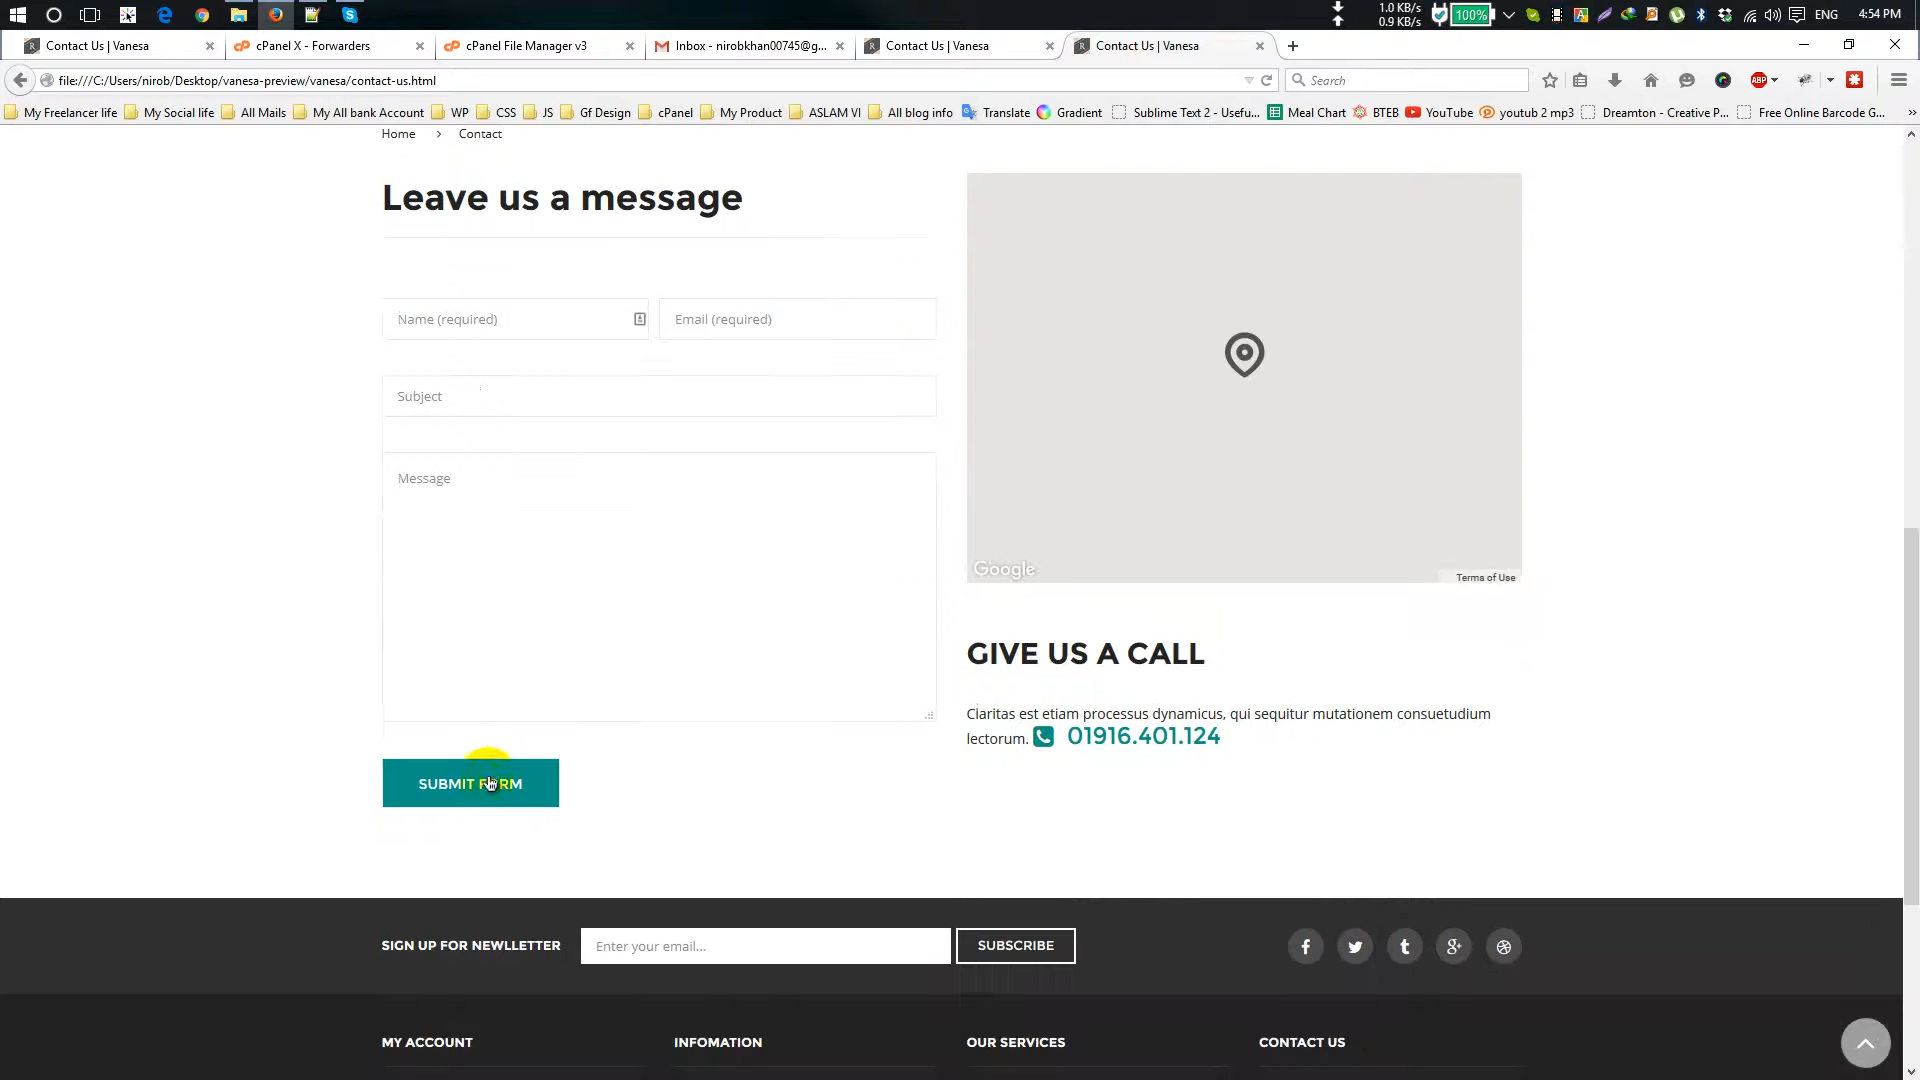 1.0 KB/s
0.9 KB/s
100%
ENG
4:54 PM
Contact Us | Vanesa
cPanel X - Forwarders
cPanel File Manager v3
Inbox - nirobkhan00745@g...
Contact Us | Vanesa
Contact Us | Vanesa
file:///C:/Users/nirob/Desktop/vanesa-preview/vanesa/contact-us.html
Search
ABP
My Freelancer life
My Social life
All Mails
My All bank Account
WP
CSS
JS
Gf Design
cPanel
My Product
ASLAM VI
All blog info
Translate
Gradient
Sublime Text 2 - Usefu...
Meal Chart
BTEB
YouTube
youtub 2 mp3
Dreamton - Creative P...
Free Online Barcode G...
Home > Contact
Leave us a message
Name (required)
Email (required)
Subject
Message
SUBMIT FORM
Google
Terms of Use
GIVE US A CALL
Claritas est etiam processus dynamicus, qui sequitur mutationem consuetudium
lectorum. 01916.401.124
SIGN UP FOR NEWLLETTER
Enter your email...
SUBSCRIBE
MY ACCOUNT
INFOMATION
OUR SERVICES
CONTACT US